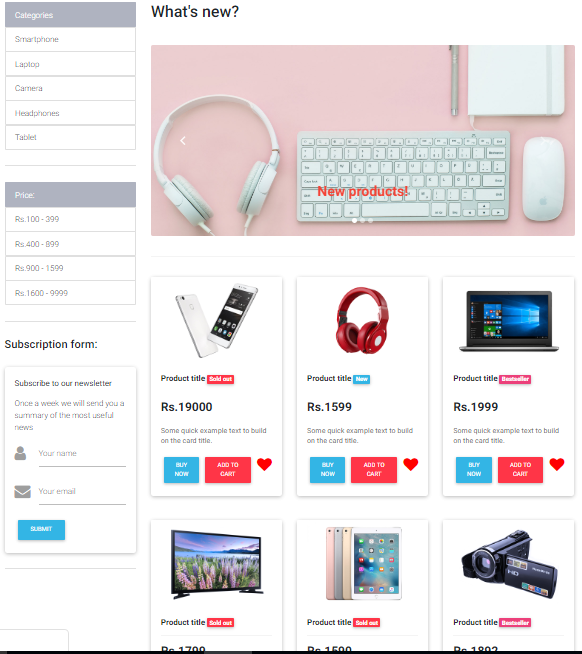 Categories
Smartphone
Laptop
Camera
Headphones
Tablet
Price:
Rs.100 - 399
Rs.400 - 899
Rs.900 - 1599
Rs.1600 - 9999
Subscription form:
Subscribe to our newsletter
Once a week we will send you a
summary of the most useful
news
Your name
Your email
SUBMIT
What's new?
New products!
Product title Sold out
Rs.19000
Some quick example text to build
on the card title.
BUY NOW
ADD TO CART
Product title New
Rs.1599
Some quick example text to build
on the card title.
BUY NOW
ADD TO CART
Product title Bestseller
Rs.1999
Some quick example text to build
on the card title.
BUY NOW
ADD TO CART
Product title Sold out
Rs.1799
Product title Sold out
Rs.1590
HD
Product title Bestseller
Rs.1892